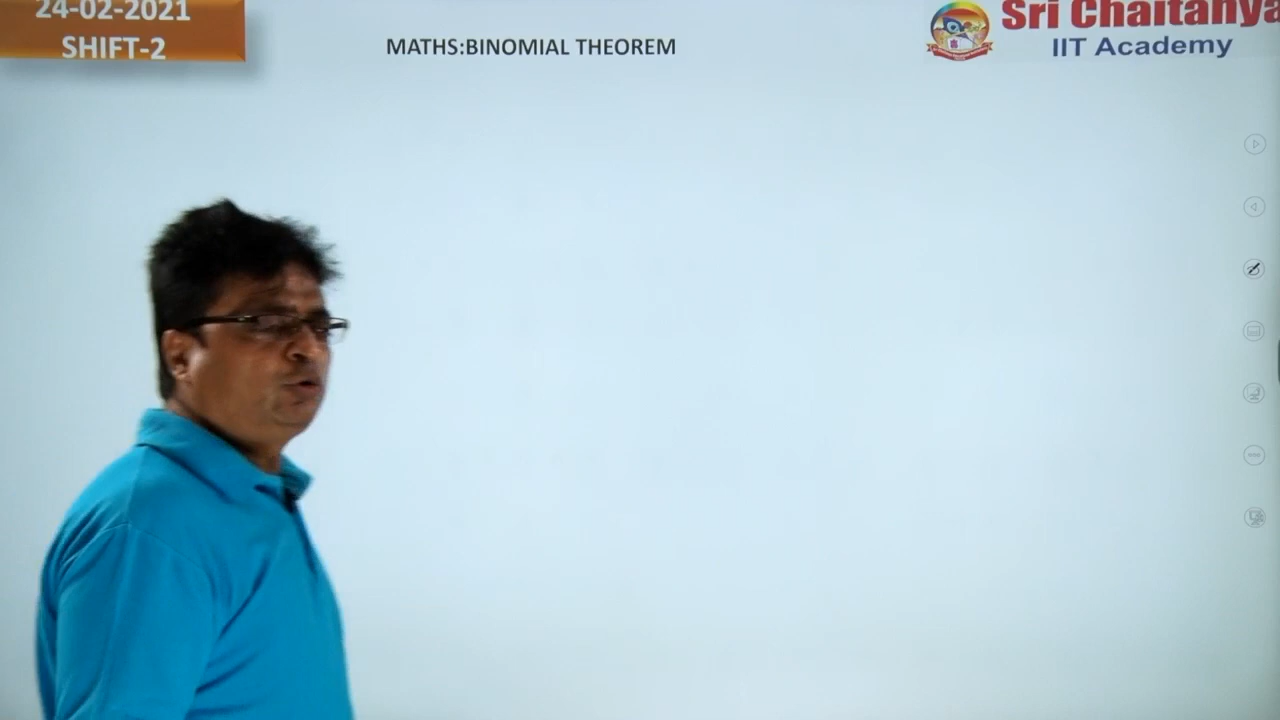 24-02-2021
SHIFT-2
MATHS:BINOMIAL THEOREM
Sri Chaitanya
IIT Academy